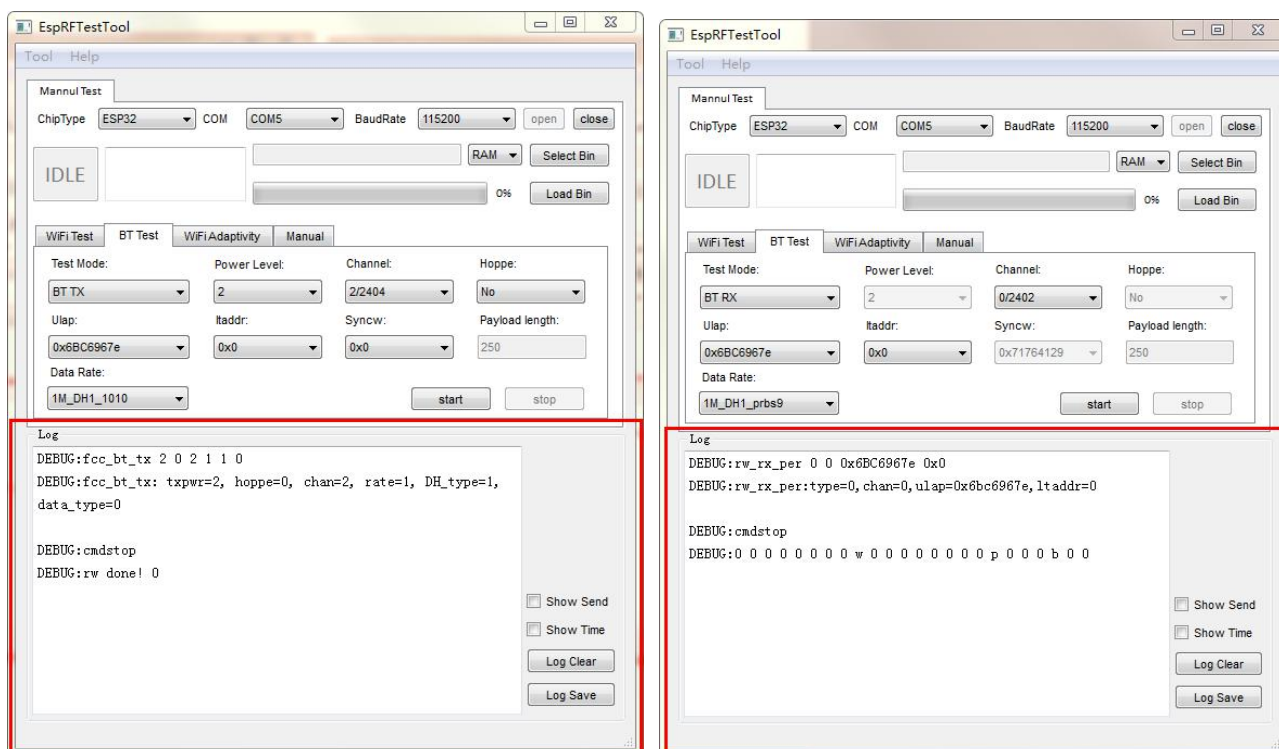 EspRFTestTool
Tool Help
Mannul Test
ChipType ESP32 COM COM5 BaudRate 115200 open close
IDLE
RAM Select Bin
0% Load Bin
WiFi Test BT Test WiFi Adaptivity Manual
Test Mode: Power Level: Channel: Hoppe:
BT TX 2 2/2404 No
Ulap: ltaddr: Syncw: Payload length:
0x6BC6967e 0x0 0x0 250
Data Rate:
1M_DH1_1010 start stop
Log
DEBUG:fcc_bt_tx 2 0 2 1 1 0
DEBUG:fcc_bt_tx: txpwr=2, hoppe=0, chan=2, rate=1, DH_type=1,
data_type=0
DEBUG:cmdstop
DEBUG:rw done! 0
Show Send
Show Time
Log Clear
Log Save
EspRFTestTool
Tool Help
Mannul Test
ChipType ESP32 COM COM5 BaudRate 115200 open close
IDLE
RAM Select Bin
0% Load Bin
WiFi Test BT Test WiFi Adaptivity Manual
Test Mode: Power Level: Channel: Hoppe:
BT RX 2 0/2402 No
Ulap: ltaddr: Syncw: Payload length:
0x6BC6967e 0x0 0x71764129 250
Data Rate:
1M_DH1_prbs9 start stop
Log
DEBUG:rw_rx_per 0 0 0x6BC6967e 0x0
DEBUG:rw_rx_per:type=0,chan=0,ulap=0x6bc6967e,ltaddr=0
DEBUG:cmdstop
DEBUG:0 0 0 0 0 0 0 0 w 0 0 0 0 0 0 0 0 p 0 0 0 b 0 0
Show Send
Show Time
Log Clear
Log Save